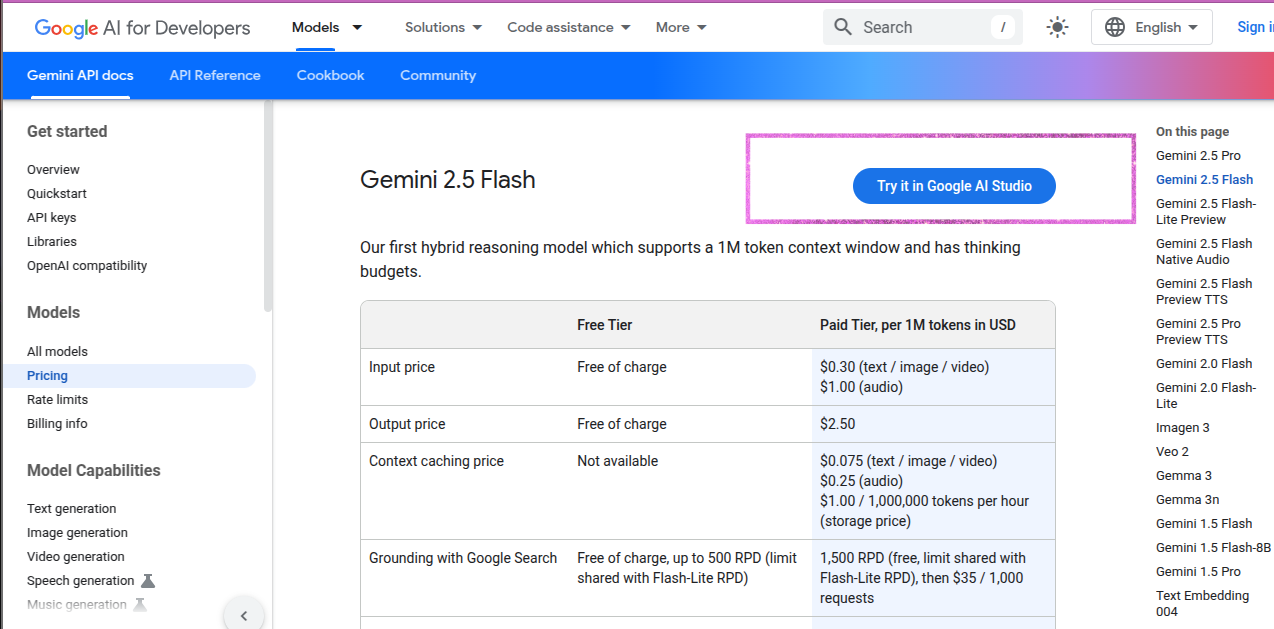 Google AI for Developers
Models
Solutions
Code assistance
More
Search
/
English
Gemini API docs
API Reference
Cookbook
Community
Get started
Overview
Quickstart
API keys
Libraries
OpenAI compatibility
Models
All models
Pricing
Rate limits
Billing info
Model Capabilities
Text generation
Image generation
Video generation
Speech generation
Music generation
Gemini 2.5 Flash
Try it in Google AI Studio
Our first hybrid reasoning model which supports a 1M token context window and has thinking
budgets.
Free Tier
Paid Tier, per 1M tokens in USD
Input price
Free of charge
$0.30 (text / image / video)
$1.00 (audio)
Output price
Free of charge
$2.50
Context caching price
Not available
$0.075 (text / image / video)
$0.25 (audio)
$1.00 / 1,000,000 tokens per hour
(storage price)
Grounding with Google Search
Free of charge, up to 500 RPD (limit
shared with Flash-Lite RPD)
1,500 RPD (free, limit shared with
Flash-Lite RPD), then $35 / 1,000
requests
On this page
Gemini 2.5 Pro
Gemini 2.5 Flash
Gemini 2.5 Flash-
Lite Preview
Gemini 2.5 Flash
Native Audio
Gemini 2.5 Flash
Preview TTS
Gemini 2.5 Pro
Preview TTS
Gemini 2.0 Flash
Gemini 2.0 Flash-
Lite
Imagen 3
Veo 2
Gemma 3
Gemma 3n
Gemini 1.5 Flash
Gemini 1.5 Flash-8B
Gemini 1.5 Pro
Text Embedding
004